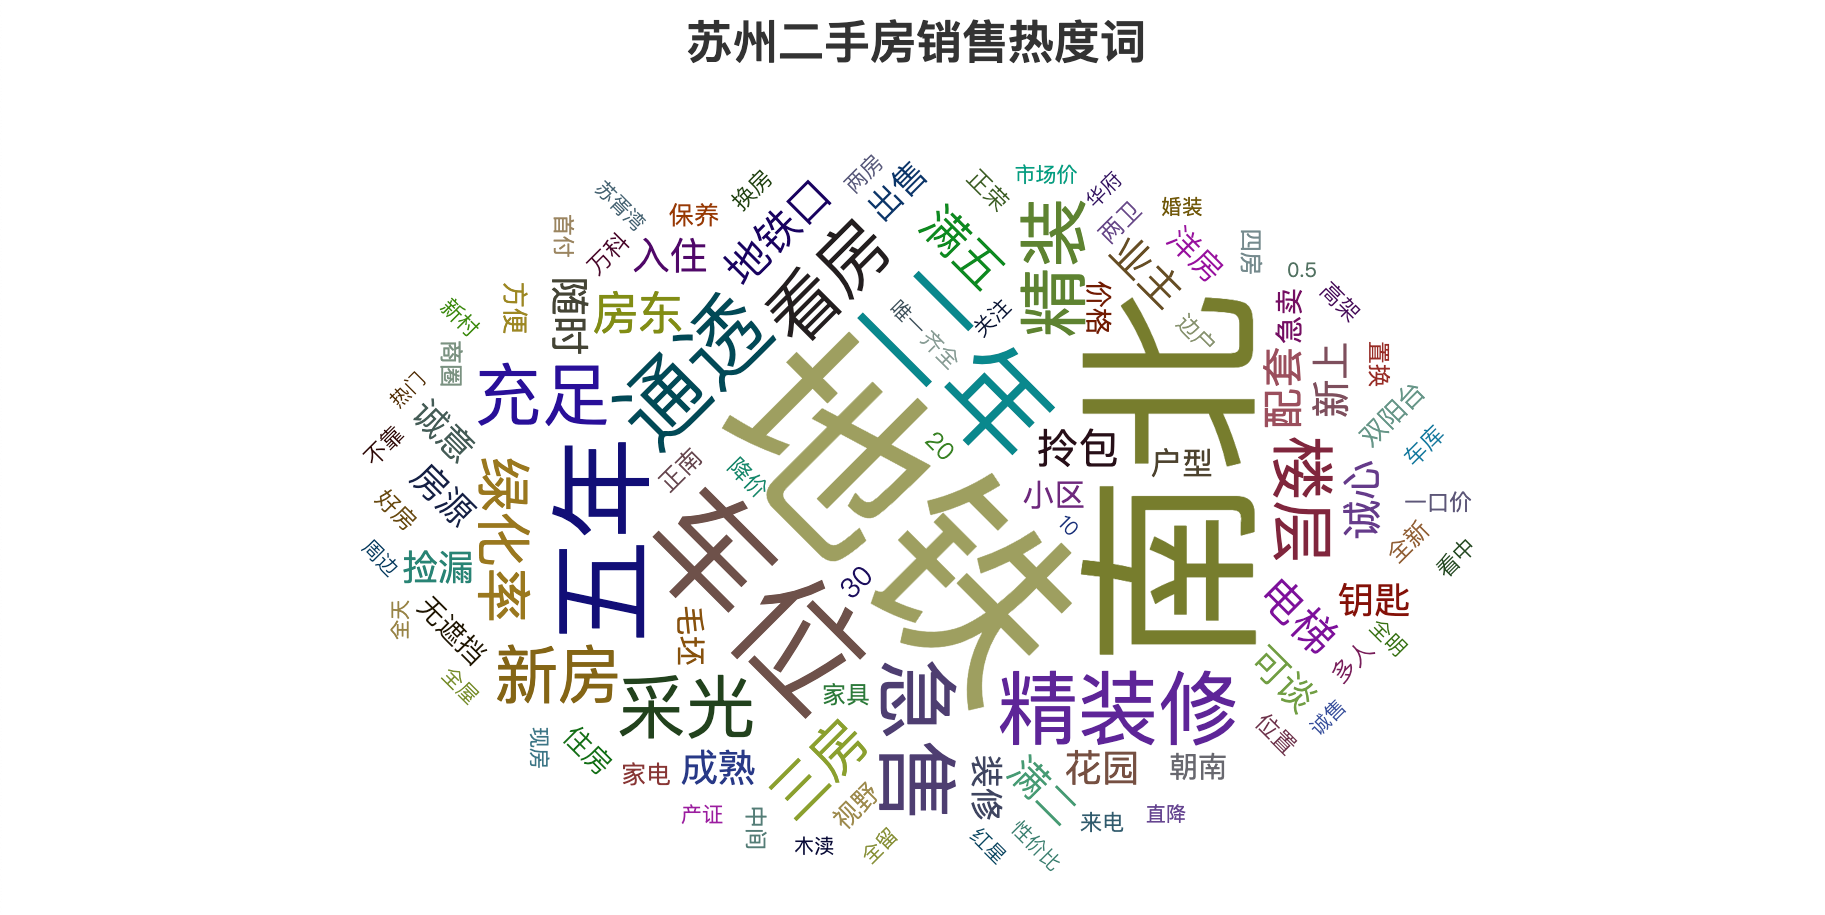 苏州二手房销售热度词
两房
出售
换房
地铁口
正荣
市场价
华府
两卫
婚装
苏胥湾
保养
首付
万科
入住
看房
满五
精装
业主
洋房
四房
0.5
高架
新村
方便
随时
房东
通透
二年
唯一
齐全
关注
价格
边户
急卖
商圈
热门
充足
地铁
南北
配套
新上
置换
双阳台
诚意
不靠
正南
降价
20
拎包
户型
楼层
车库
房源
好房
绿化率
五年
小区
10
诚心
一口价
全新
看中
周边
捡漏
车位
30
电梯
钥匙
全天
无遮挡
毛坯
全明
多人
可谈
全屋
新房
采光
家具
急售
精装修
位置
诚售
现房
住房
家电
成熟
三房
视野
装修
满二
花园
朝南
产证
中间
木渎
全留
红星
性价比
来电
直降